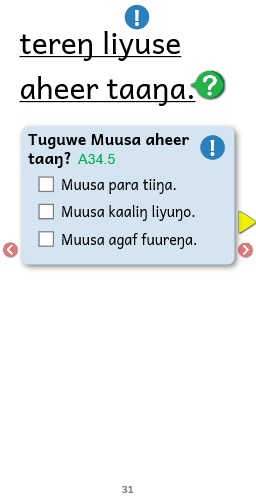 !
tereŋ liyuse
aheer taaŋa.
?
Tuguwe Muusa aheer
taaŋ? A34.5
!
Muusa para tiiŋa.
Muusa kaaliŋ liyuŋo.
Muusa agaf fuureŋa.
31